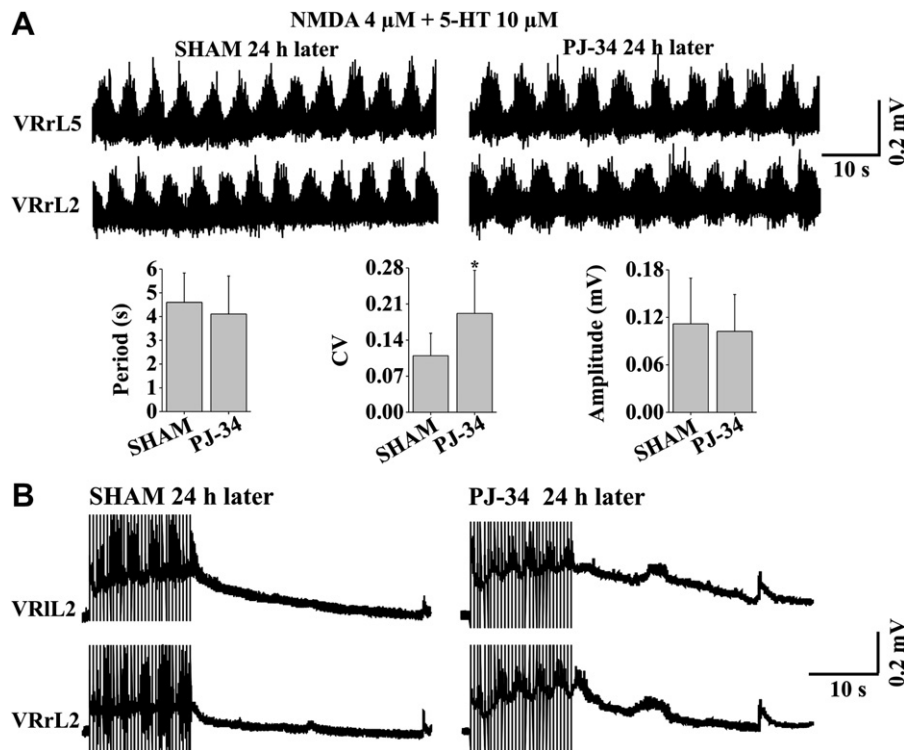 A
NMDA 4 µM + 5-HT 10 µM
SHAM 24 h later
PJ-34 24 h later
VRrL5
VRrL2
0.2 mV
10 s
Period (s)
6
5
4
3
2
1
0
SHAM
PJ-34
CV
0.28
0.21
0.14
0.07
0.00
*
SHAM
PJ-34
Amplitude (mV)
0.18
0.12
0.06
0.00
SHAM
PJ-34
B
SHAM 24 h later
PJ-34 24 h later
VRlL2
VRrL2
0.2 mV
10 s